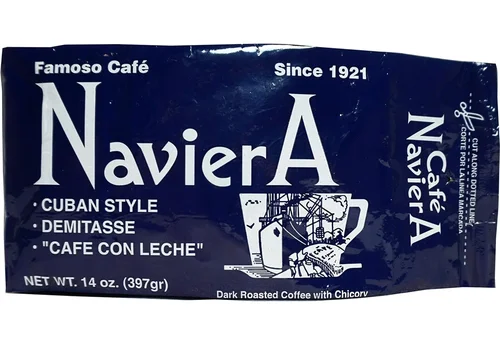 Famoso Café
Since 1921
NavierA
· CUBAN STYLE
· DEMITASSE
· "CAFE CON LECHE"
NET WT. 14 oz. (397gr)
Dark Roasted Coffee with Chicory
Café
NavierA
CUT ALONG DOTTED LINE
CORTE POR LA LINEA MARCADA